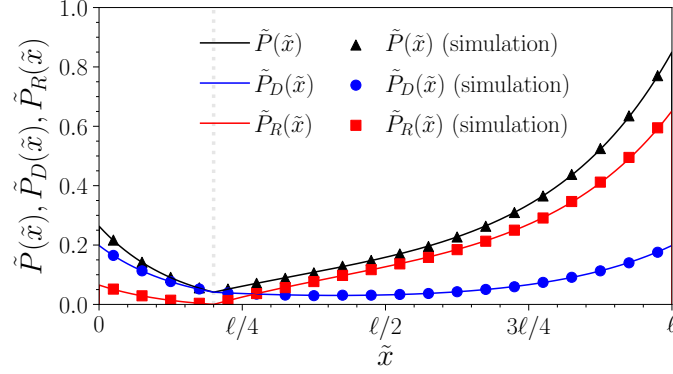 P̃(x̃), P̃_D(x̃), P̃_R(x̃)
1.0
0.8
0.6
0.4
0.2
0.0
P̃(x̃)
P̃_D(x̃)
P̃_R(x̃)
P̃(x̃) (simulation)
P̃_D(x̃) (simulation)
P̃_R(x̃) (simulation)
0
ℓ/4
ℓ/2
3ℓ/4
ℓ
x̃